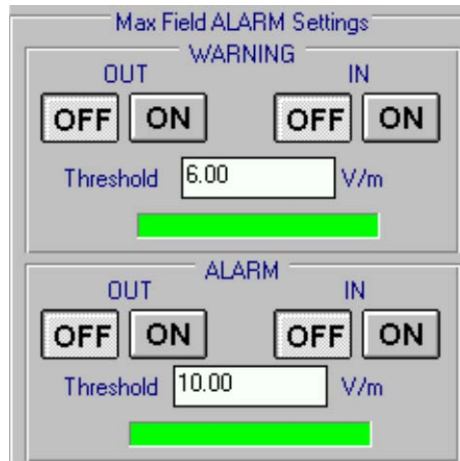 Max Field ALARM Settings
WARNING
OUT IN
OFF ON OFF ON
Threshold 6.00 V/m
ALARM
OUT IN
OFF ON OFF ON
Threshold 10.00 V/m